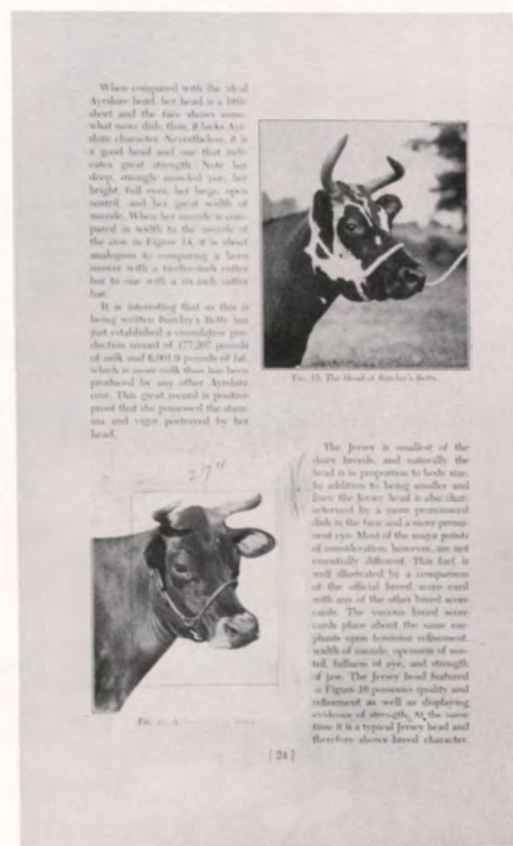 When compared with the ideal
Ayrshire head, her head is a little
short and the face shows some-
what more dish; thus, it lacks Ayr-
shire character. Nevertheless, it is
a good head and one that indi-
cates great strength. Note her
deep, strongly muscled jaw, her
bright, full eyes, her large, open
nostril, and her great width of
muzzle. When her muzzle is com-
pared in width to the muzzle of
the cow in Figure 14, it is about
analogous to comparing a
mower with a twelve-inch cutter
bar to one with a six-inch cutter
bar.
It is interesting that as this is
being written Barclay's Betty has
just established a cumulative pro-
duction record of 177,207 pounds
of milk and 6,901.9 pounds of fat,
which is more milk than has been
produced by any other Ayrshire
cow. This great record is positive
proof that she possessed the stam-
ina and vigor portrayed by her
head.
Fig. 15. The Head of Barclay's Betty.
27"
The Jersey is smallest of the
dairy breeds, and naturally the
head is in proportion to body size.
In addition to being smaller and
finer, the Jersey head is also char-
acterized by a more pronounced
dish in the face and a more promi-
nent eye. Most of the major points
of consideration, however, are not
essentially different. This fact is
well illustrated by a comparison
of the official breed score card
with any of the other breed score
cards. The various breed score
cards place about the same em-
phasis upon feminine refinement,
width of muzzle, openness of nos-
tril, fullness of eye, and strength
of jaw. The Jersey head featured
in Figure 16 possesses quality and
refinement as well as displaying
evidence of strength. At the same
time it is a typical Jersey head and
therefore shows breed character.
Fig.
[ 24 ]